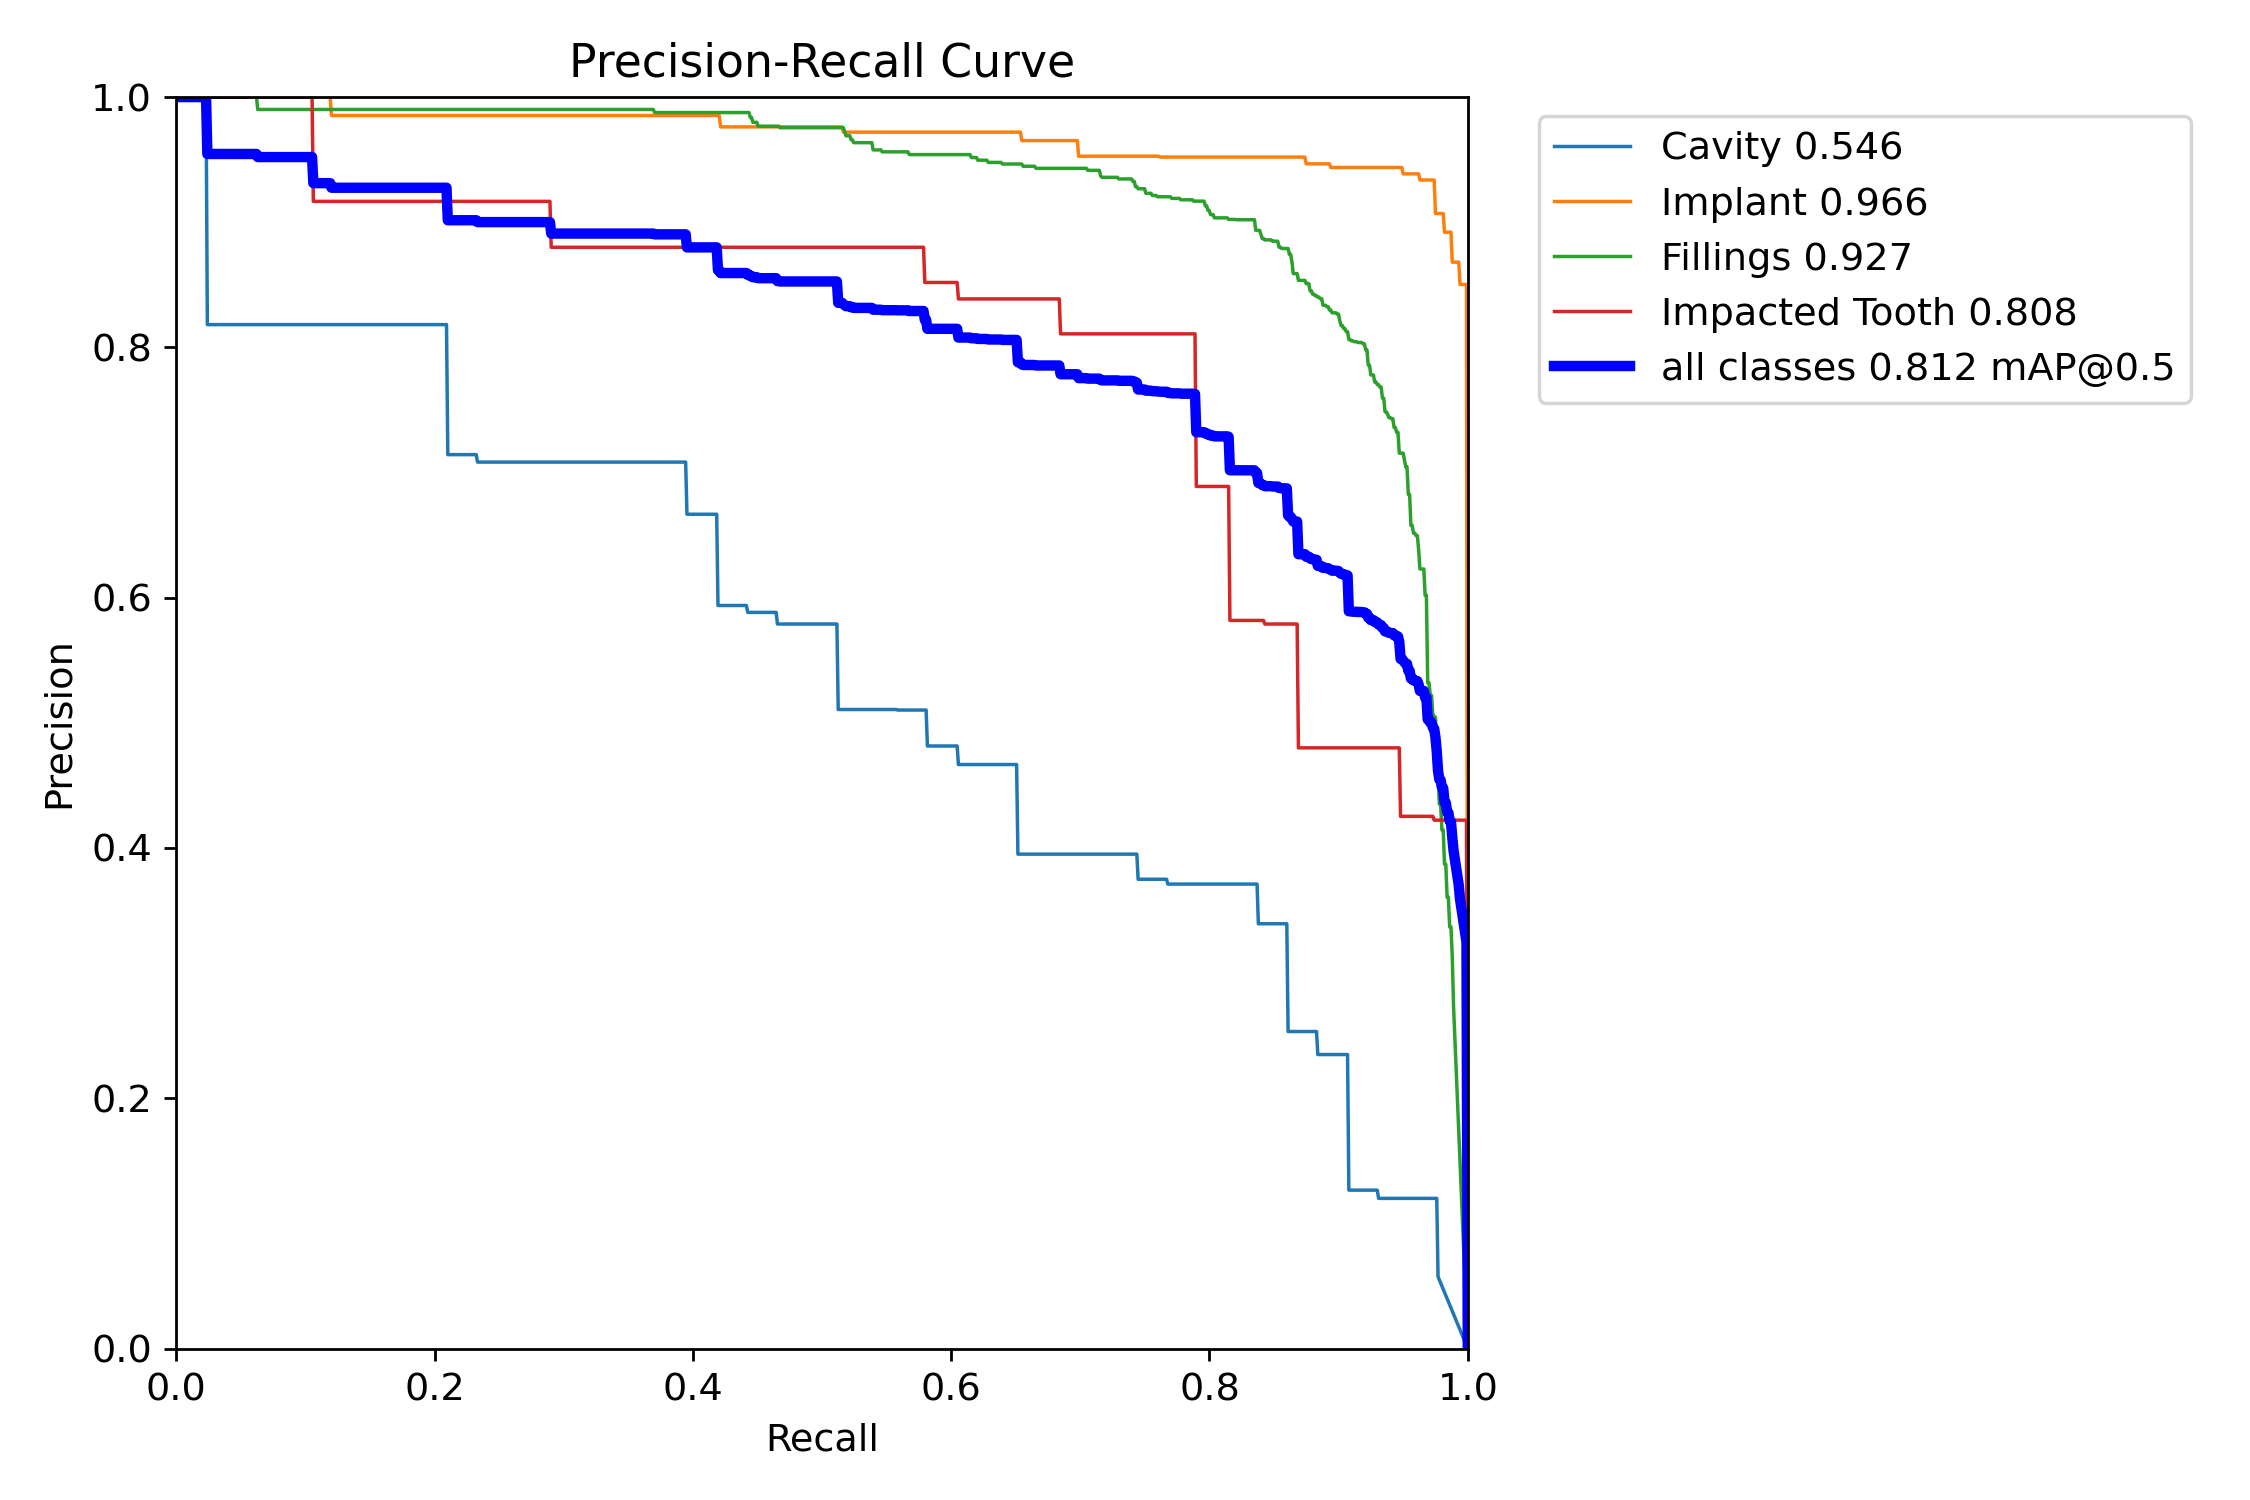 Precision-Recall Curve
1.0
0.8
0.6
0.4
0.2
0.0
Precision
0.0 0.2 0.4 0.6 0.8 1.0
Recall
Cavity 0.546
Implant 0.966
Fillings 0.927
Impacted Tooth 0.808
all classes 0.812 mAP@0.5